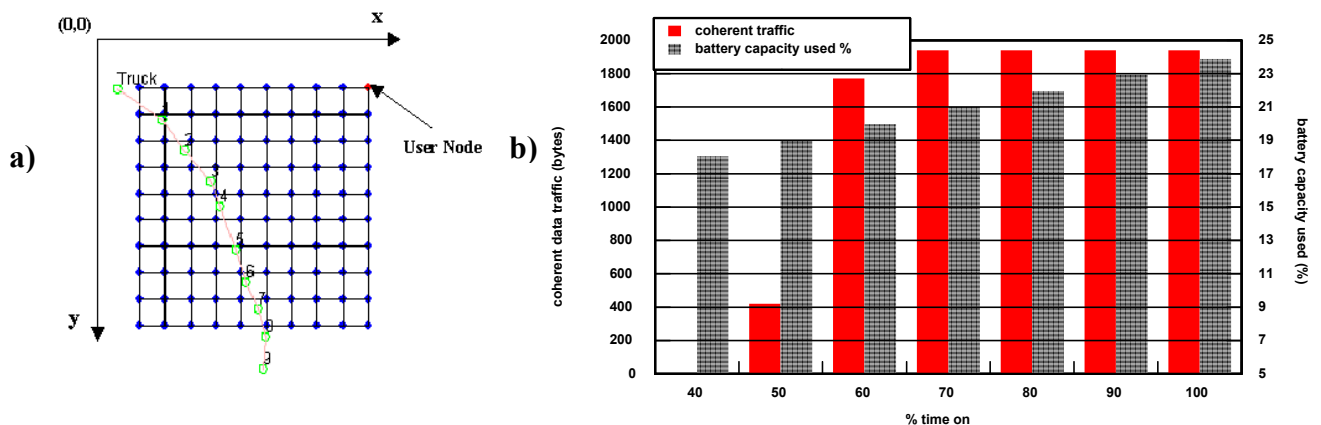 a)
(0,0)
x
Truck
1
2
3
4
5
6
7
8
9
User Node
y
b)
coherent traffic
battery capacity used %
coherent data traffic (bytes)
2000
1800
1600
1400
1200
1000
800
600
400
200
0
25
23
21
19
17
15
13
11
9
7
5
battery capacity used (%)
40 50 60 70 80 90 100
% time on